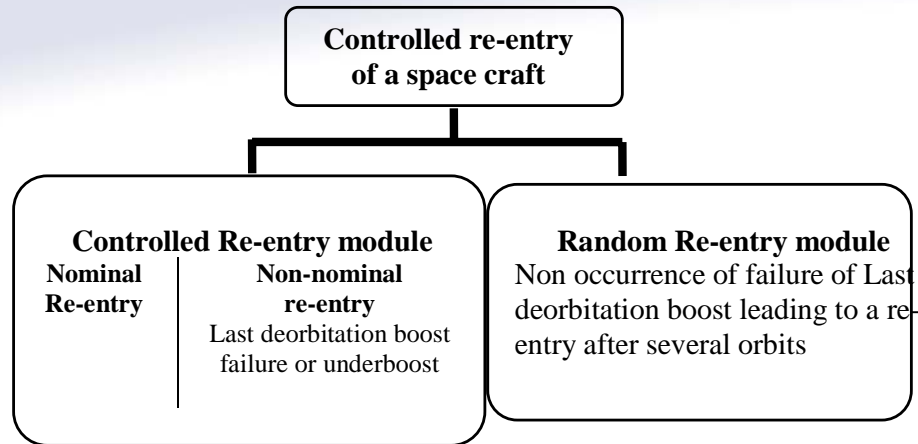 Controlled re-entry
of a space craft
Controlled Re-entry module
Nominal
Re-entry
Non-nominal
re-entry
Last deorbitation boost
failure or underboost
Random Re-entry module
Non occurrence of failure of Last
deorbitation boost leading to a re-
entry after several orbits